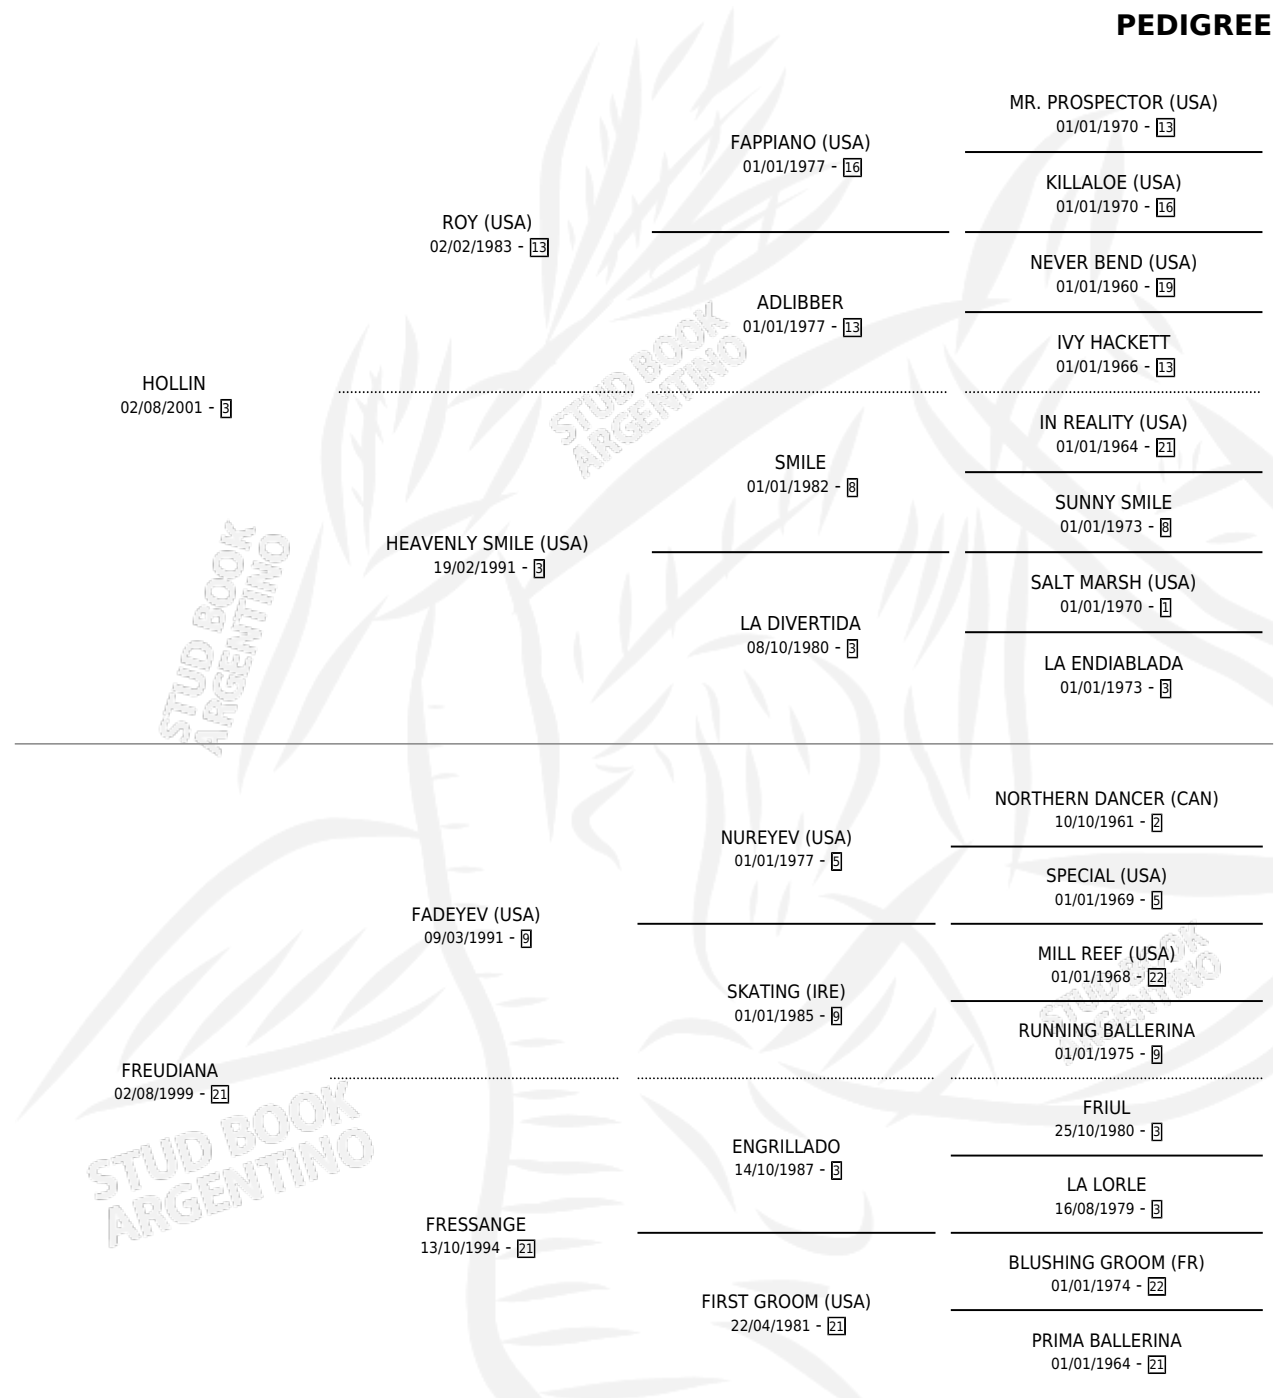 PEDIGREE
MR. PROSPECTOR (USA)
01/01/1970 - 13
FAPPIANO (USA)
01/01/1977 - 16
KILLALOE (USA)
01/01/1970 - 16
ROY (USA)
02/02/1983 - 13
NEVER BEND (USA)
01/01/1960 - 19
ADLIBBER
01/01/1977 - 13
IVY HACKETT
01/01/1966 - 13
HOLLIN
02/08/2001 - 3
IN REALITY (USA)
01/01/1964 - 21
SMILE
01/01/1982 - 8
SUNNY SMILE
01/01/1973 - 8
HEAVENLY SMILE (USA)
19/02/1991 - 3
SALT MARSH (USA)
01/01/1970 - 1
LA DIVERTIDA
08/10/1980 - 3
LA ENDIABLADA
01/01/1973 - 3
NORTHERN DANCER (CAN)
10/10/1961 - 2
NUREYEV (USA)
01/01/1977 - 5
SPECIAL (USA)
01/01/1969 - 5
FADEYEV (USA)
09/03/1991 - 9
MILL REEF (USA)
01/01/1968 - 22
SKATING (IRE)
01/01/1985 - 9
RUNNING BALLERINA
01/01/1975 - 9
FREUDIANA
02/08/1999 - 21
FRIUL
25/10/1980 - 3
ENGRILLADO
14/10/1987 - 3
LA LORLE
16/08/1979 - 3
FRESSANGE
13/10/1994 - 21
BLUSHING GROOM (FR)
01/01/1974 - 22
FIRST GROOM (USA)
22/04/1981 - 21
PRIMA BALLERINA
01/01/1964 - 21
STUD BOOK
ARGENTINO
STUD BOOK
ARGENTINO
STUD BOOK
ARGENTINO
STUD BOOK
ARGENTINO